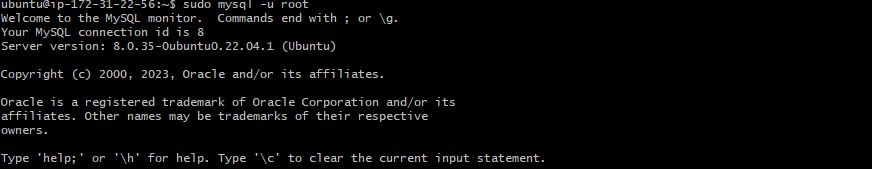 ubuntu@ip-172-31-22-56:~$ sudo mysql -u root
Welcome to the MySQL monitor.  Commands end with ; or \g.
Your MySQL connection id is 8
Server version: 8.0.35-0ubuntu0.22.04.1 (Ubuntu)
Copyright (c) 2000, 2023, Oracle and/or its affiliates.
Oracle is a registered trademark of Oracle Corporation and/or its
affiliates. Other names may be trademarks of their respective
owners.
Type 'help;' or '\h' for help. Type '\c' to clear the current input statement.